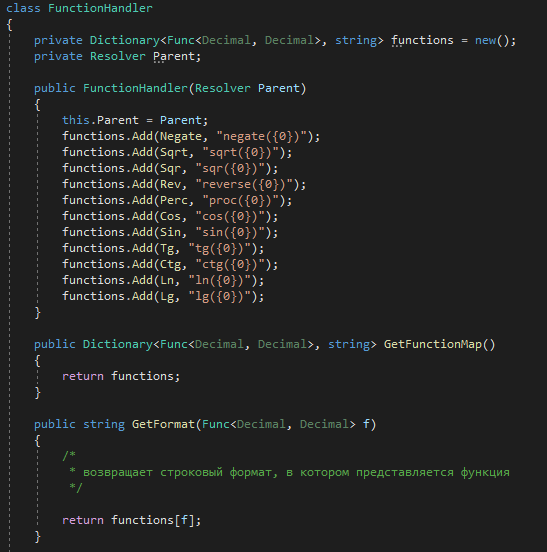 class FunctionHandler
{
private Dictionary<Func<Decimal, Decimal>, string> functions = new();
private Resolver Parent;
public FunctionHandler(Resolver Parent)
{
this.Parent = Parent;
functions.Add(Negate, "negate({0})");
functions.Add(Sqrt, "sqrt({0})");
functions.Add(Sqr, "sqr({0})");
functions.Add(Rev, "reverse({0})");
functions.Add(Perc, "proc({0})");
functions.Add(Cos, "cos({0})");
functions.Add(Sin, "sin({0})");
functions.Add(Tg, "tg({0})");
functions.Add(Ctg, "ctg({0})");
functions.Add(Ln, "ln({0})");
functions.Add(Lg, "lg({0})");
}
public Dictionary<Func<Decimal, Decimal>, string> GetFunctionMap()
{
return functions;
}
public string GetFormat(Func<Decimal, Decimal> f)
{
/*
* возвращает строковый формат, в котором представляется функция
*/
return functions[f];
}